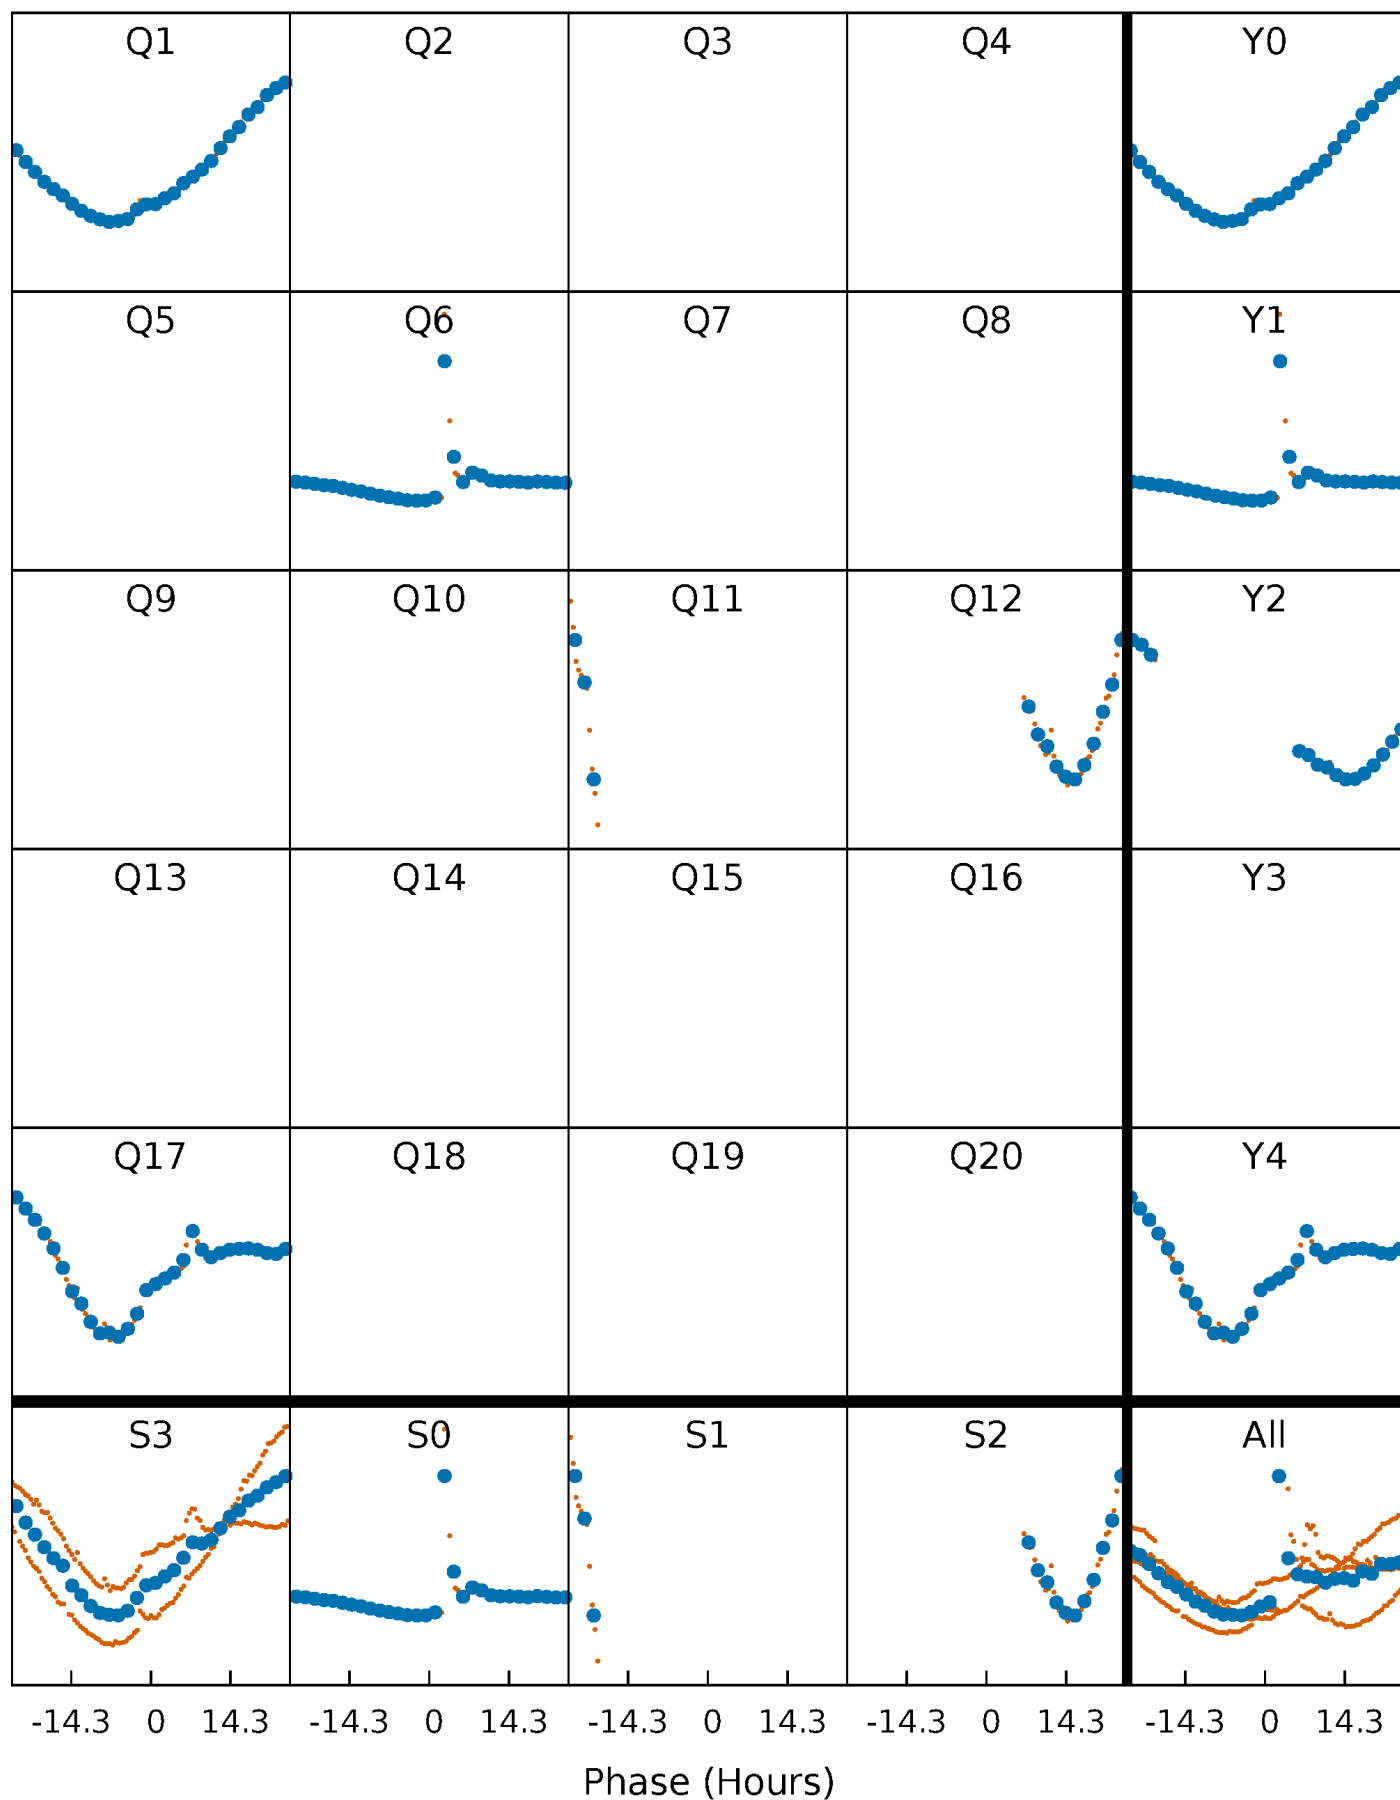 Q1 Q2 Q3 Q4 Y0
Q5 Q6 Q7 Q8 Y1
Q9 Q10 Q11 Q12 Y2
Q13 Q14 Q15 Q16 Y3
Q17 Q18 Q19 Q20 Y4
S3 S0 S1 S2 All
-14.3 0 14.3 -14.3 0 14.3 -14.3 0 14.3 -14.3 0 14.3 -14.3 0 14.3
Phase (Hours)